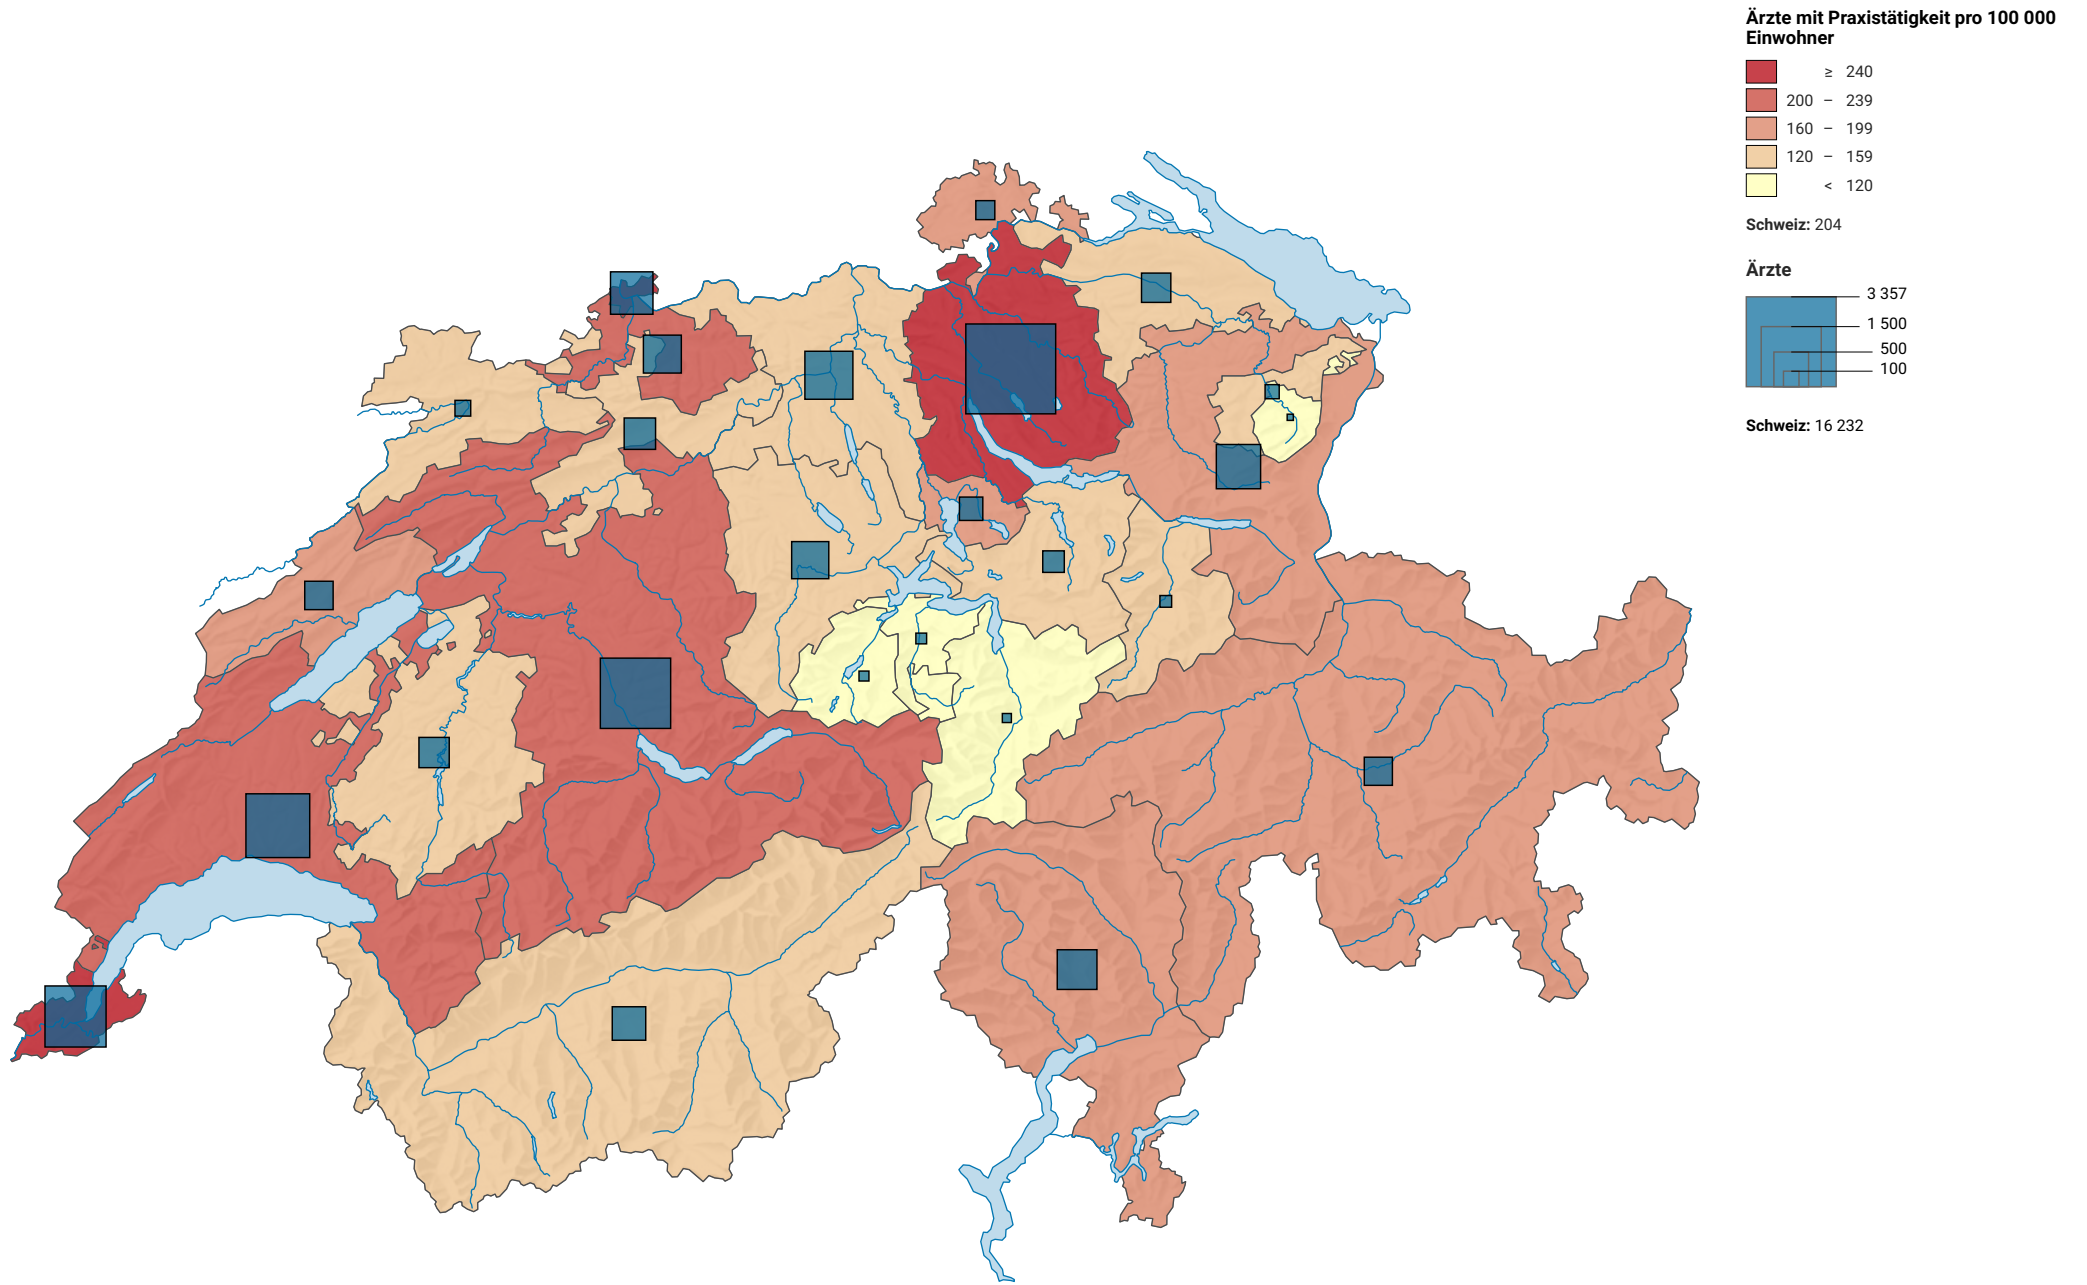 Ärzte mit Praxistätigkeit pro 100 000
Einwohner
≥ 240
200 – 239
160 – 199
120 – 159
< 120
Schweiz: 204
Ärzte
3 357
1 500
500
100
Schweiz: 16 232